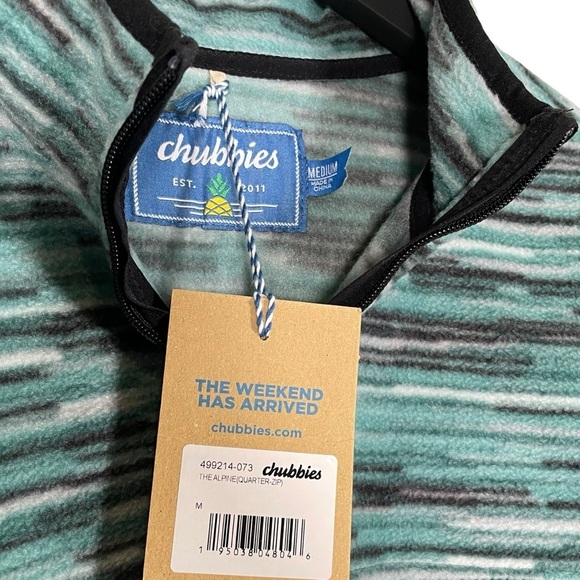 chubbies
EST. 2011
MEDIUM
MADE IN
CHINA
THE WEEKEND
HAS ARRIVED
chubbies.com
499214-073 chubbies
THE ALPINE(QUARTER-ZIP)
M
1 95038 04804 6